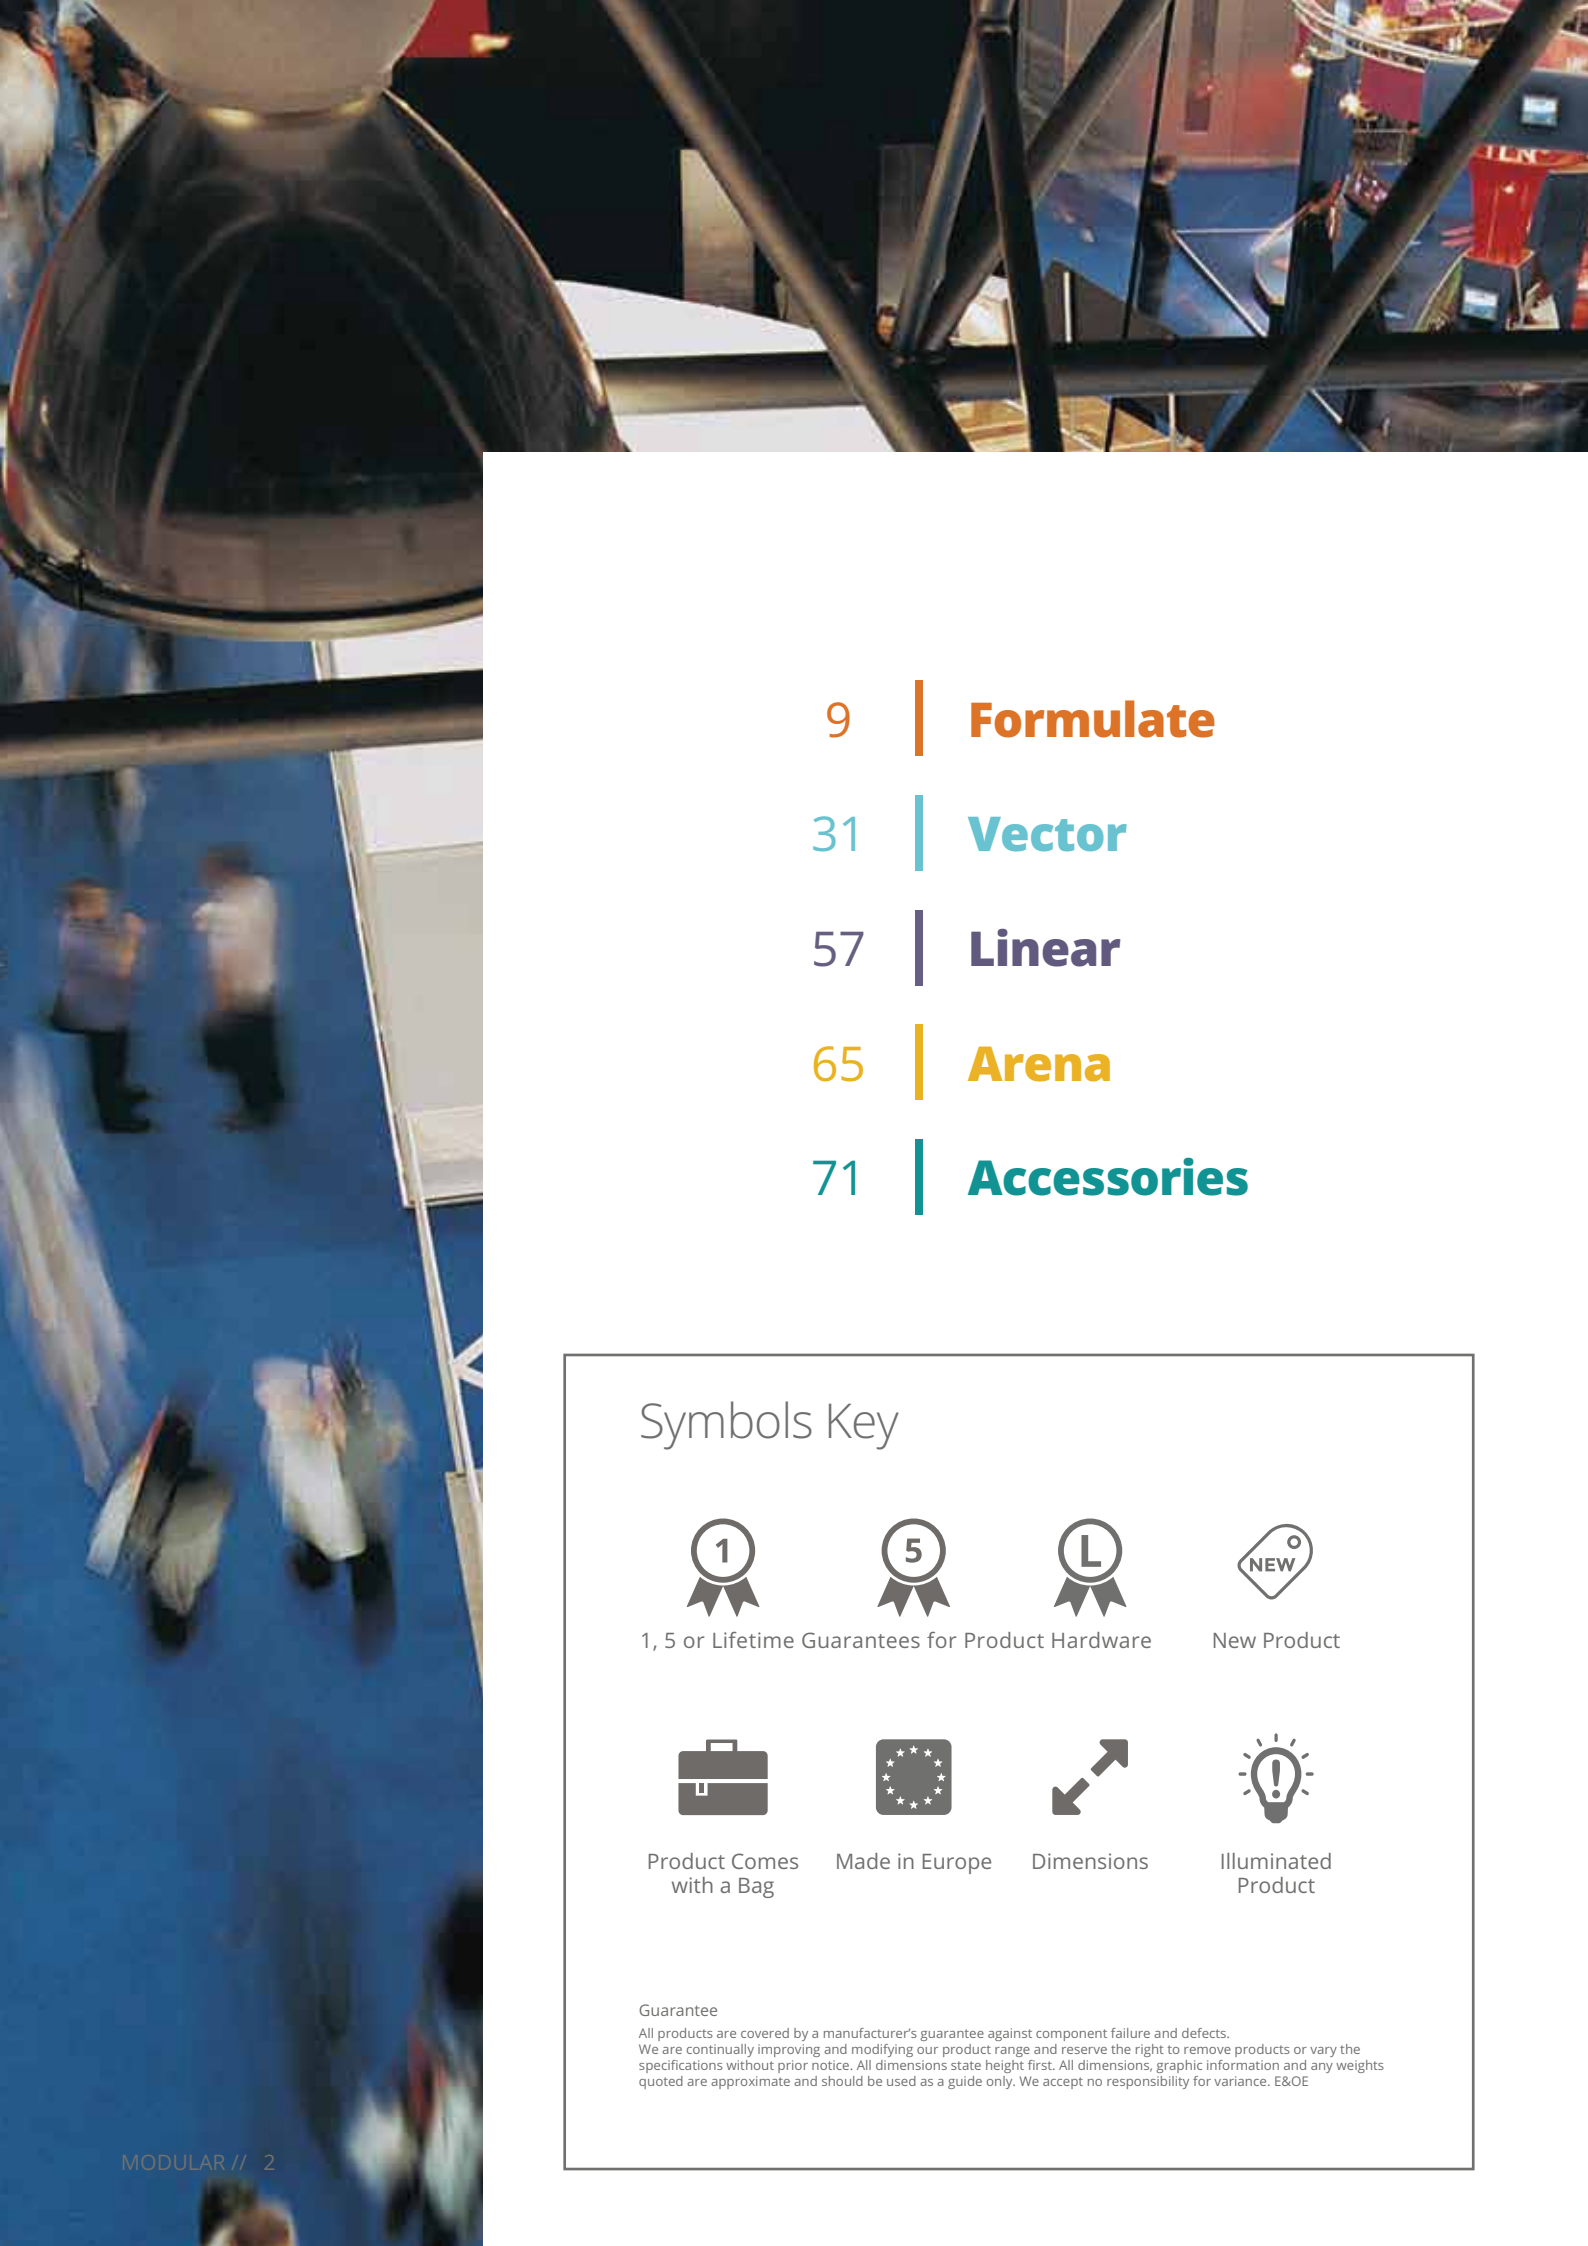 9 Formulate
31 Vector
57 Linear
65 Arena
71 Accessories
Symbols Key
1 5 L NEW
1, 5 or Lifetime Guarantees for Product Hardware New Product
Product Comes Made in Europe Dimensions Illuminated
with a Bag Product
Guarantee
All products are covered by a manufacturer's guarantee against component failure and defects.
We are continually improving and modifying our product range and reserve the right to remove products or vary the
specifications without prior notice. All dimensions state height first. All dimensions, graphic information and any weights
quoted are approximate and should be used as a guide only. We accept no responsibility for variance. E&OE
MODULAR // 2